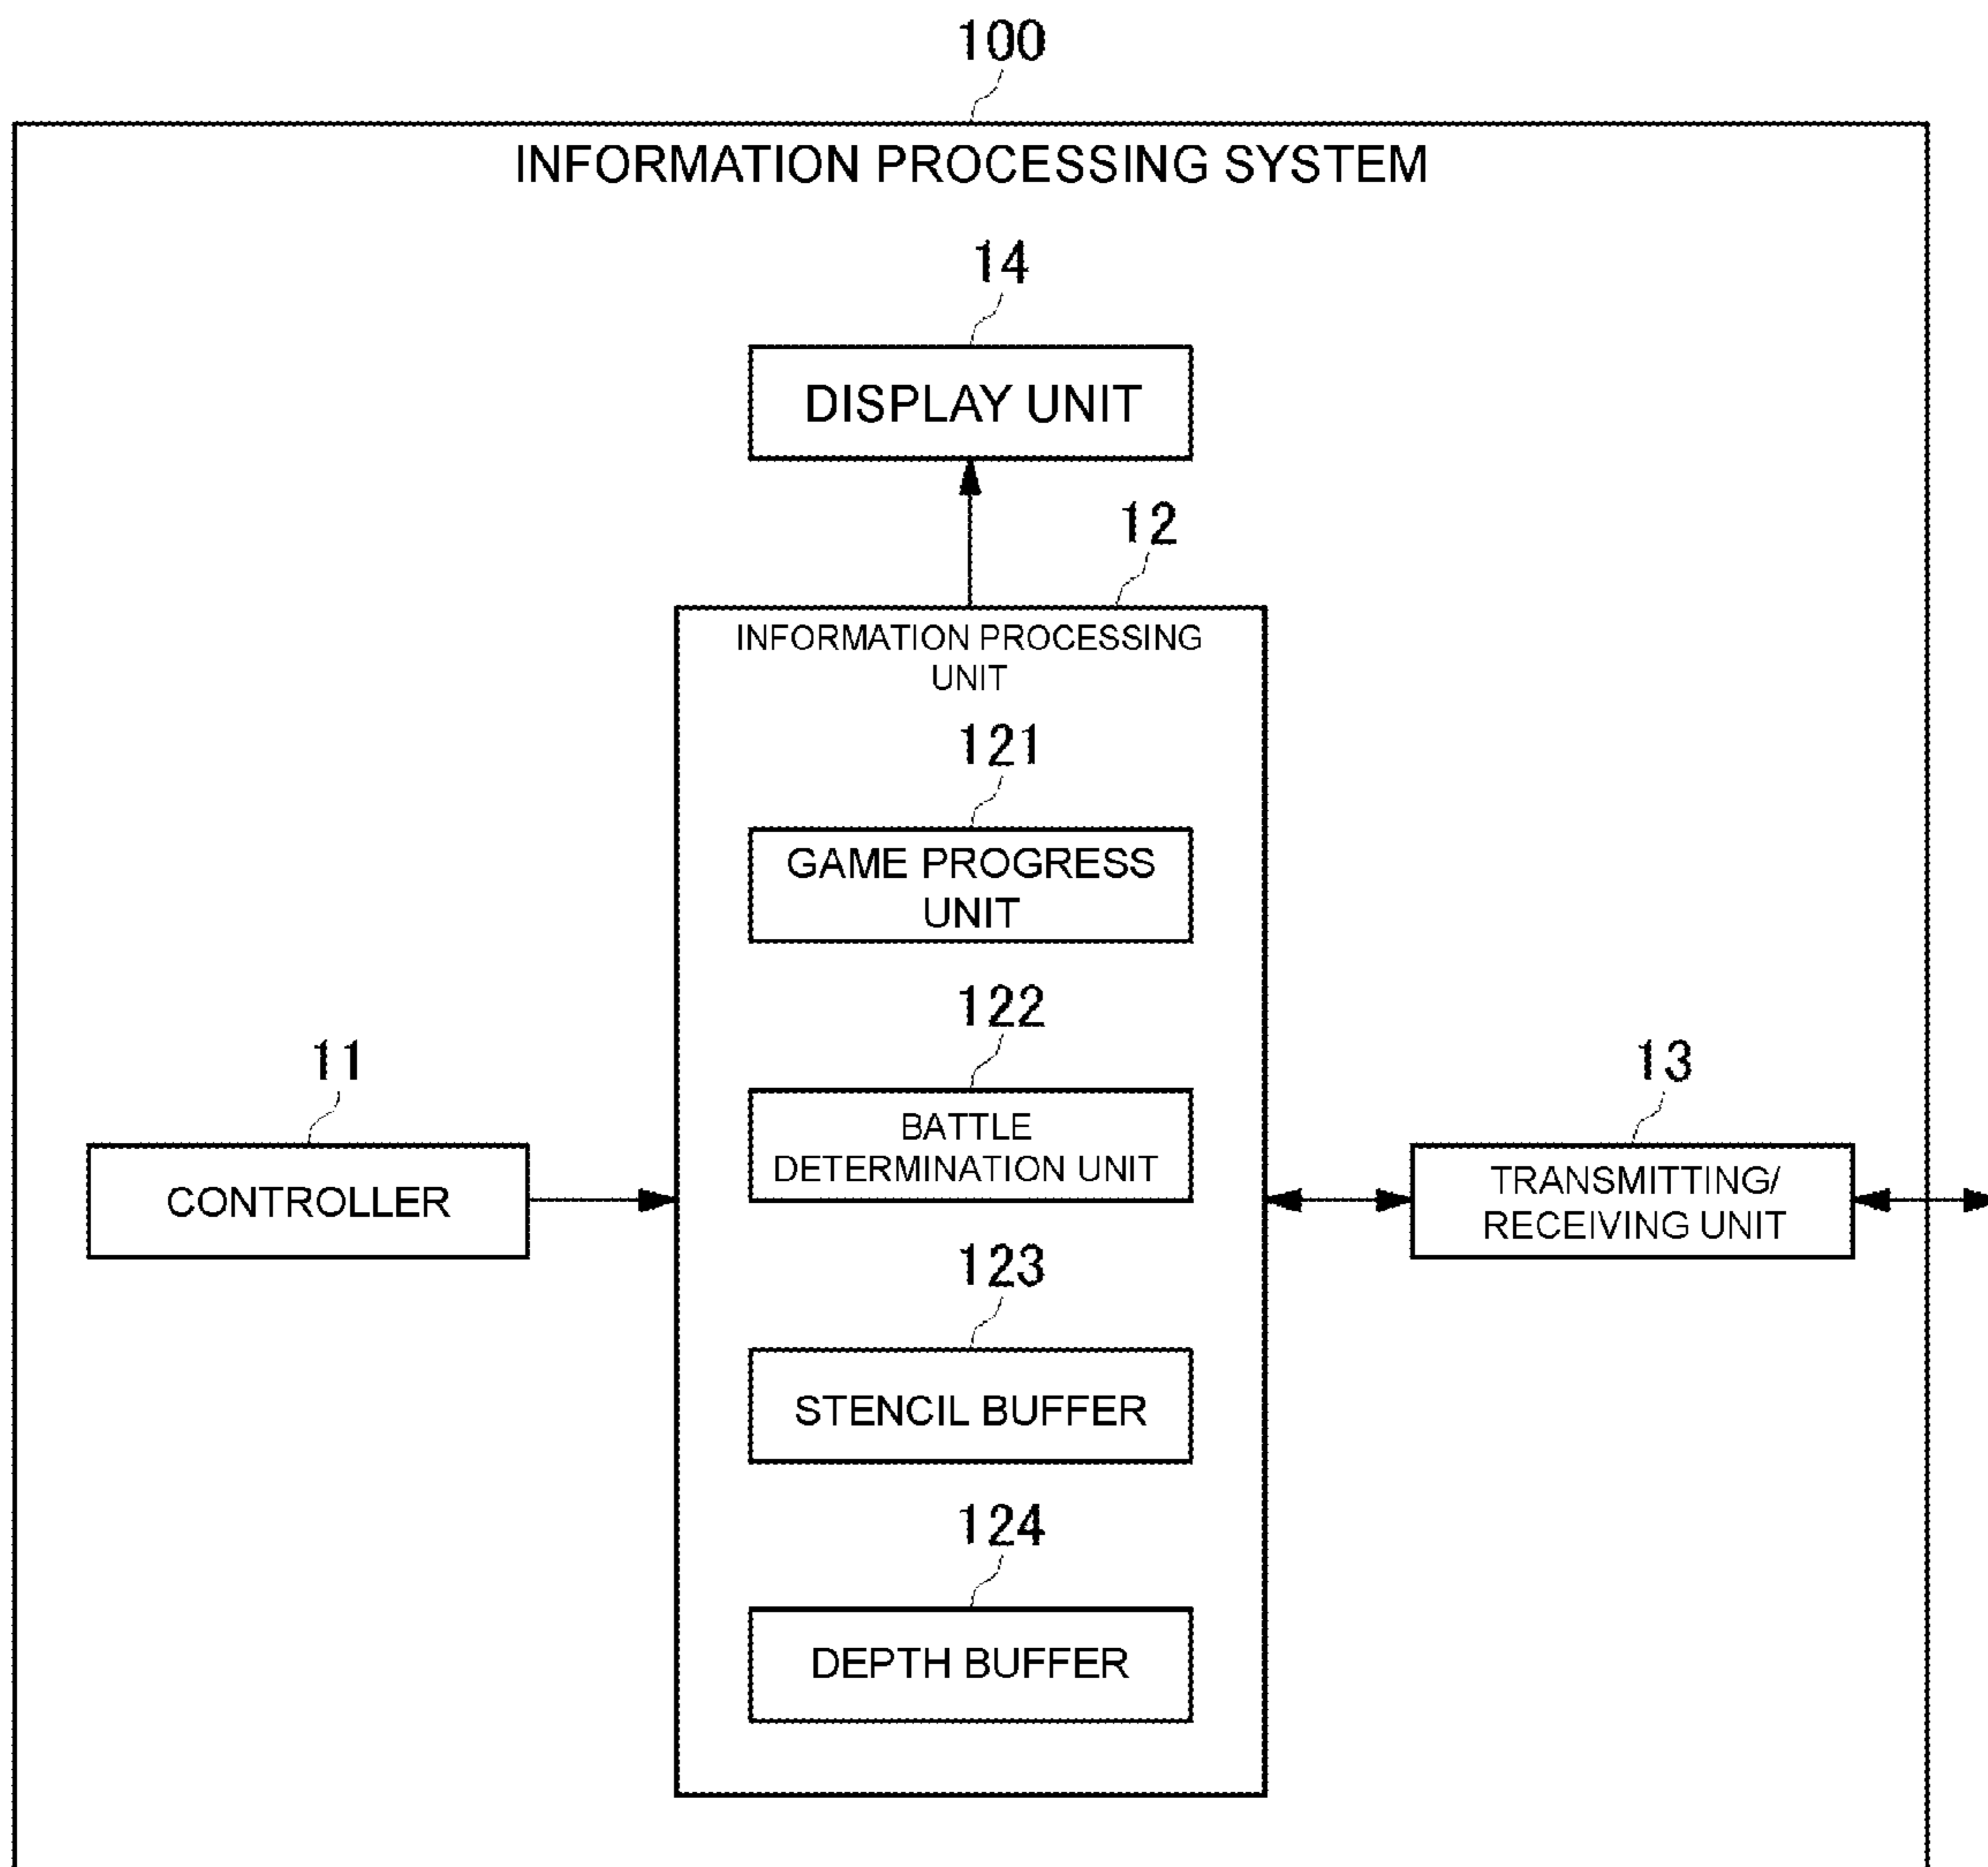 100
INFORMATION PROCESSING SYSTEM
14
DISPLAY UNIT
12
INFORMATION PROCESSING
UNIT
121
GAME PROGRESS
UNIT
122
BATTLE
DETERMINATION UNIT
11
CONTROLLER
13
TRANSMITTING/
RECEIVING UNIT
123
STENCIL BUFFER
124
DEPTH BUFFER